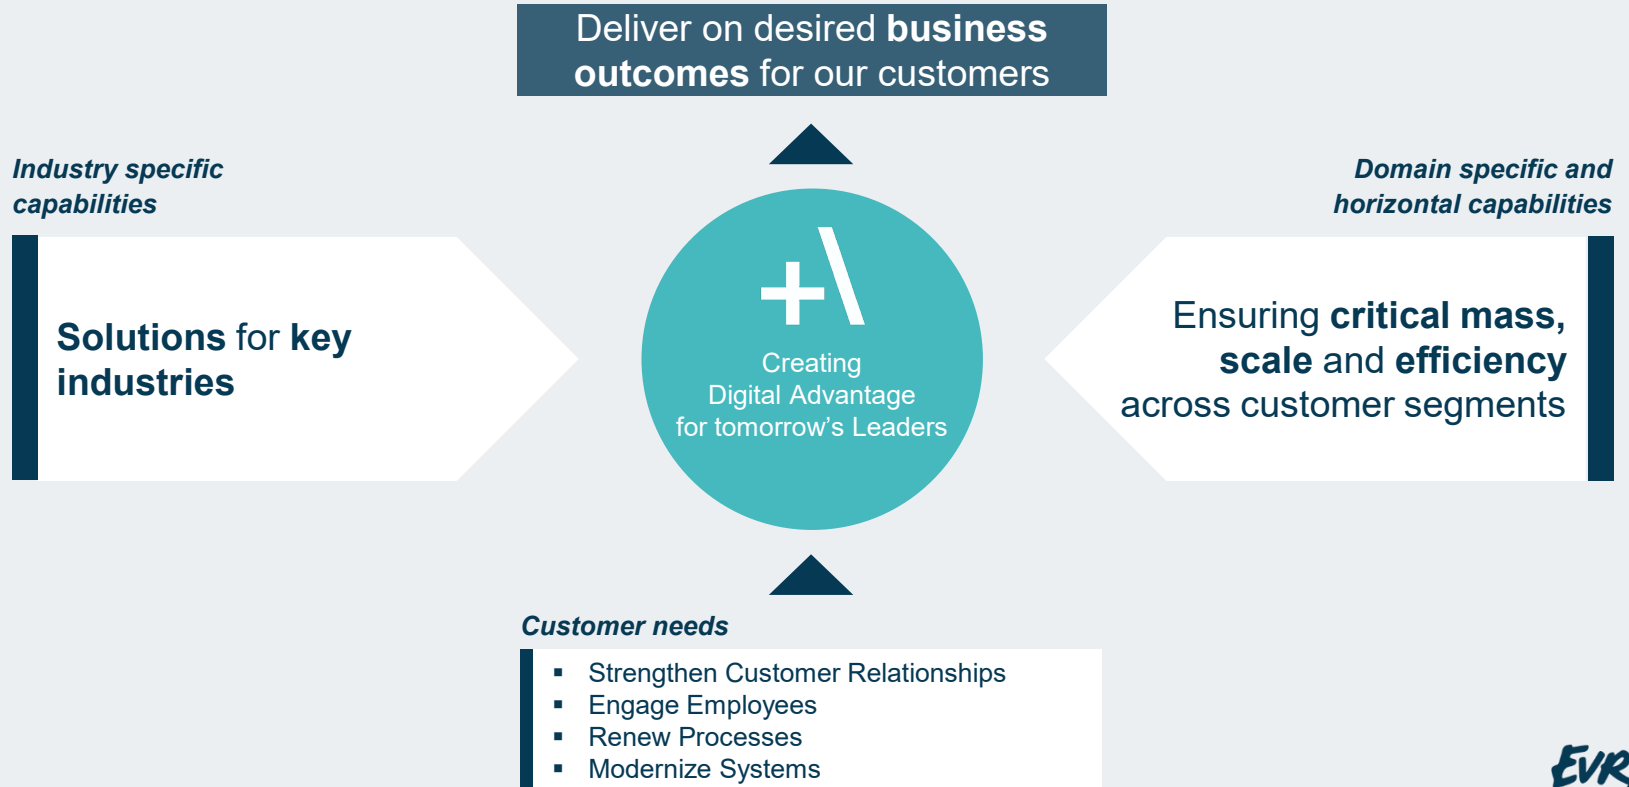 Deliver on desired business
outcomes for our customers
Industry specific
capabilities
Domain specific and
horizontal capabilities
Solutions for key
industries
+\
Creating
Digital Advantage
for tomorrow's Leaders
Ensuring critical mass,
scale and efficiency
across customer segments
Customer needs
▪ Strengthen Customer Relationships
▪ Engage Employees
▪ Renew Processes
▪ Modernize Systems
EVR